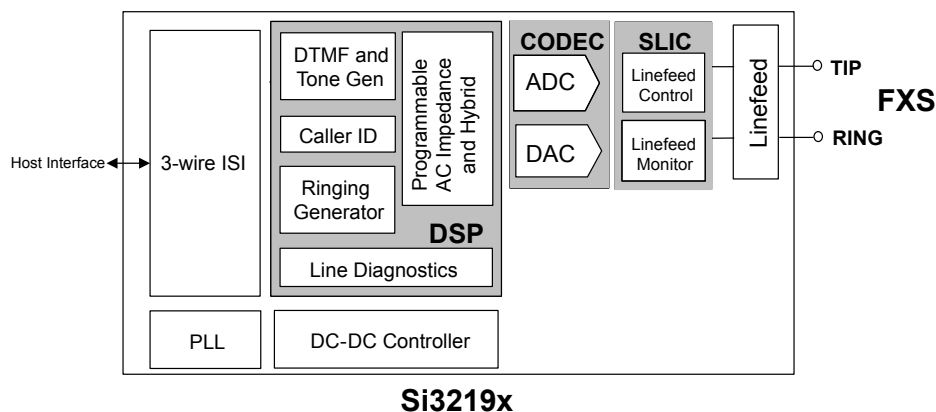 Host Interface
3-wire ISI
DTMF and
Tone Gen
Caller ID
Ringing
Generator
Programmable
AC Impedance
and Hybrid
DSP
Line Diagnostics
CODEC
ADC
DAC
SLIC
Linefeed
Control
Linefeed
Monitor
Linefeed
TIP
FXS
RING
PLL
DC-DC Controller
Si3219x